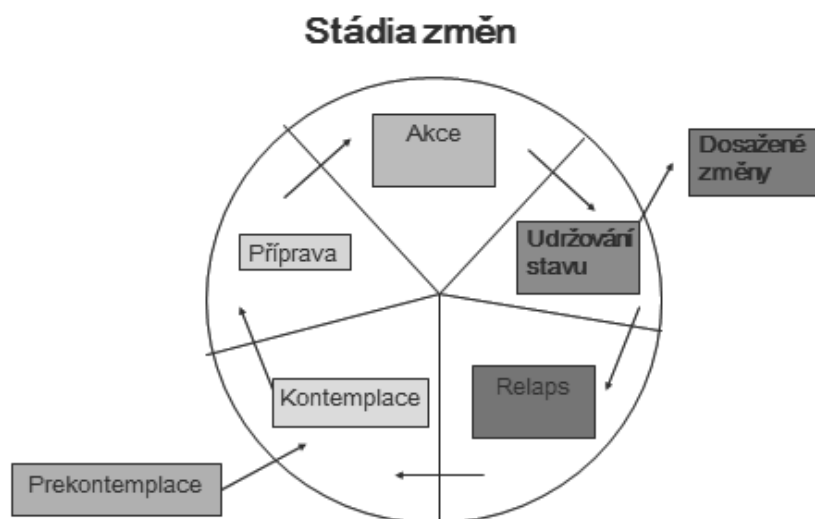 Stádia změn
Akce
Dosažené
změny
Příprava
Udržování
stavu
Kontemplace
Relaps
Prekontemplace